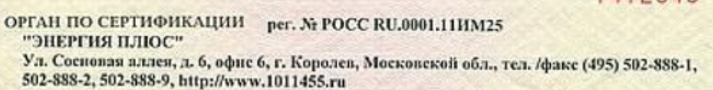 ОРГАН ПО СЕРТИФИКАЦИИ рег. № РОСС RU.0001.11ИМ25
"ЭНЕРГИЯ ПЛЮС"
Ул. Сосновая аллея, д. 6, офис 6, г. Королев, Московской обл., тел. /факс (495) 502-888-1,
502-888-2, 502-888-9, http://www.1011455.ru